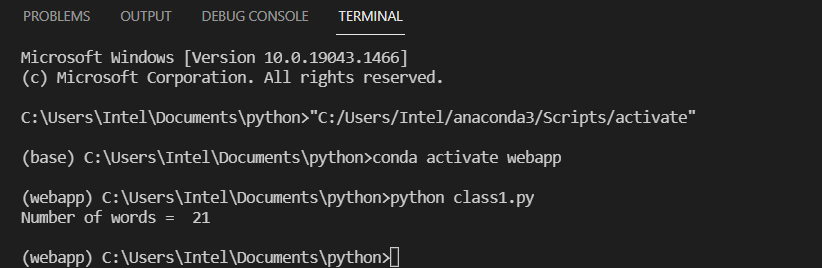 PROBLEMS OUTPUT DEBUG CONSOLE TERMINAL
Microsoft Windows [Version 10.0.19043.1466]
(c) Microsoft Corporation. All rights reserved.
C:\Users\Intel\Documents\python>"C:/Users/Intel/anaconda3/Scripts/activate"
(base) C:\Users\Intel\Documents\python>conda activate webapp
(webapp) C:\Users\Intel\Documents\python>python class1.py
Number of words =  21
(webapp) C:\Users\Intel\Documents\python>